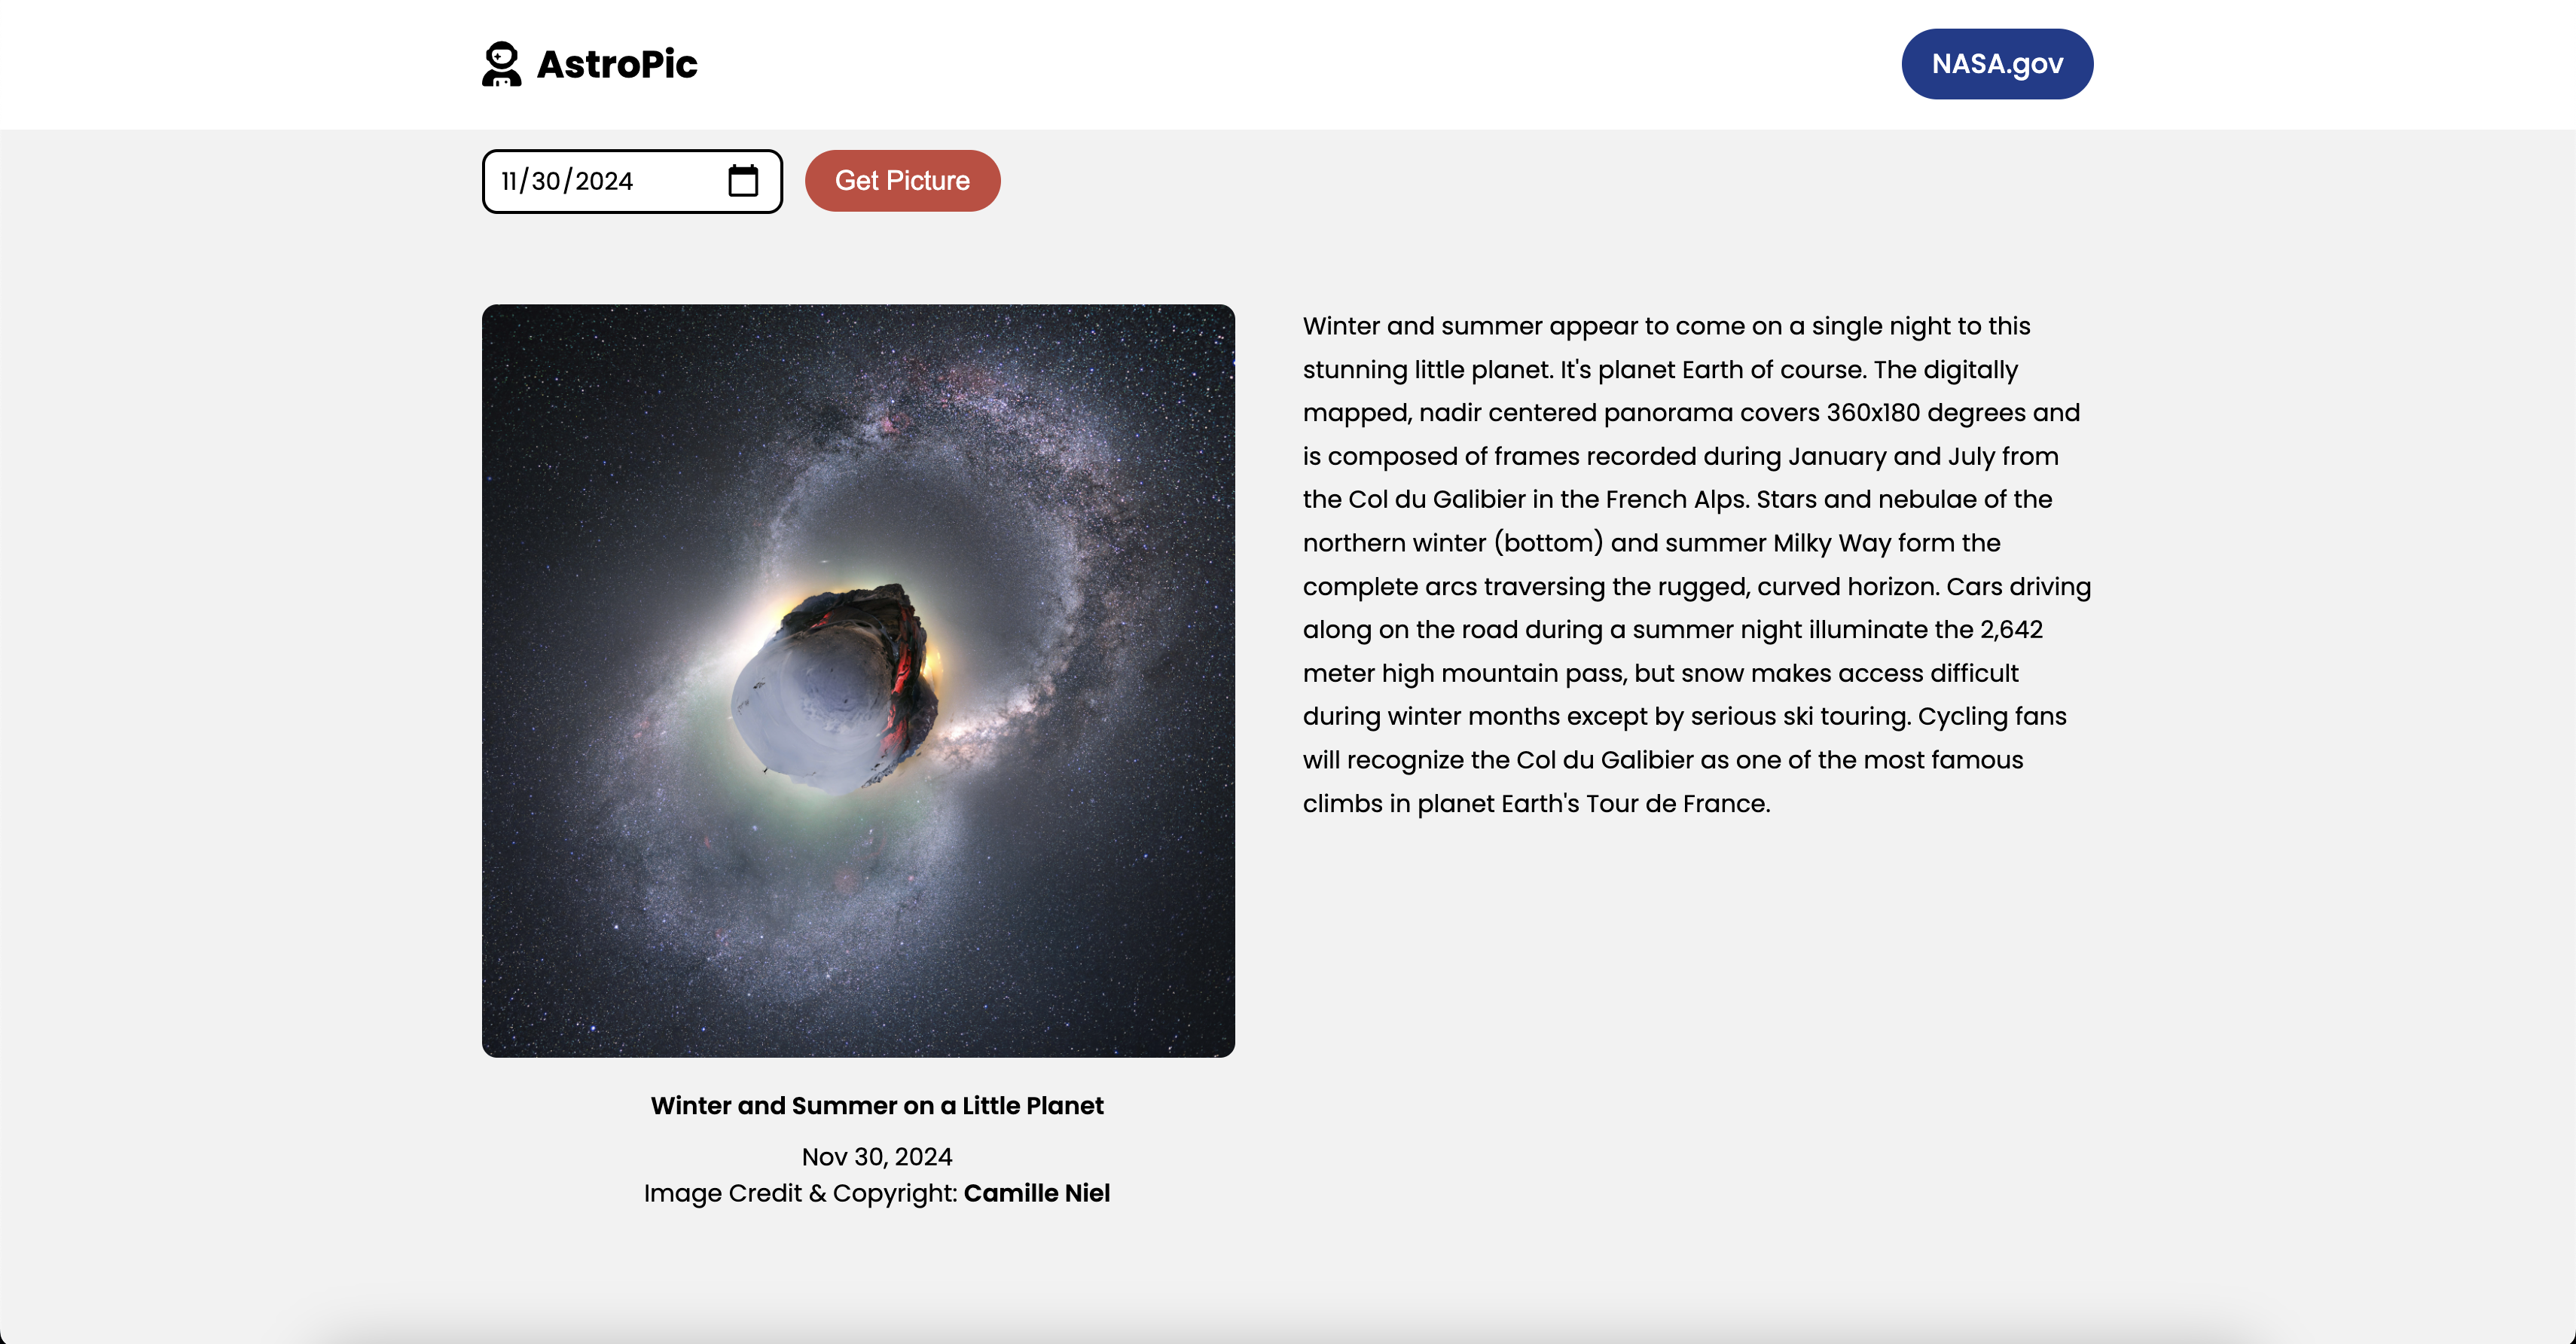 AstroPic
NASA.gov
11/30/2024
Get Picture
Winter and summer appear to come on a single night to this
stunning little planet. It's planet Earth of course. The digitally
mapped, nadir centered panorama covers 360x180 degrees and
is composed of frames recorded during January and July from
the Col du Galibier in the French Alps. Stars and nebulae of the
northern winter (bottom) and summer Milky Way form the
complete arcs traversing the rugged, curved horizon. Cars driving
along on the road during a summer night illuminate the 2,642
meter high mountain pass, but snow makes access difficult
during winter months except by serious ski touring. Cycling fans
will recognize the Col du Galibier as one of the most famous
climbs in planet Earth's Tour de France.
Winter and Summer on a Little Planet
Nov 30, 2024
Image Credit & Copyright: Camille Niel